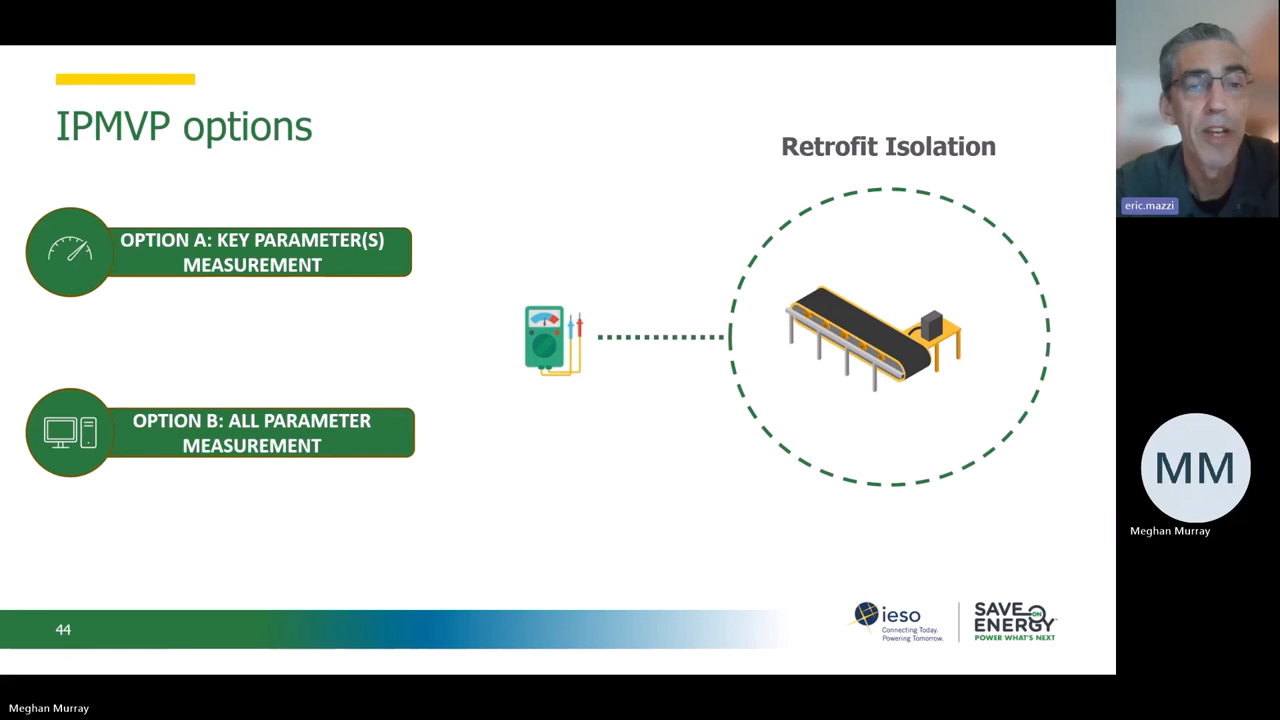 IPMVP options
Retrofit Isolation
OPTION A: KEY PARAMETER(S)
MEASUREMENT
OPTION B: ALL PARAMETER
MEASUREMENT
44
ieso
Connecting Today.
Powering Tomorrow.
SAVE ON
ENERGY
POWER WHAT'S NEXT
eric.mazzi
MM
Meghan Murray
Meghan Murray